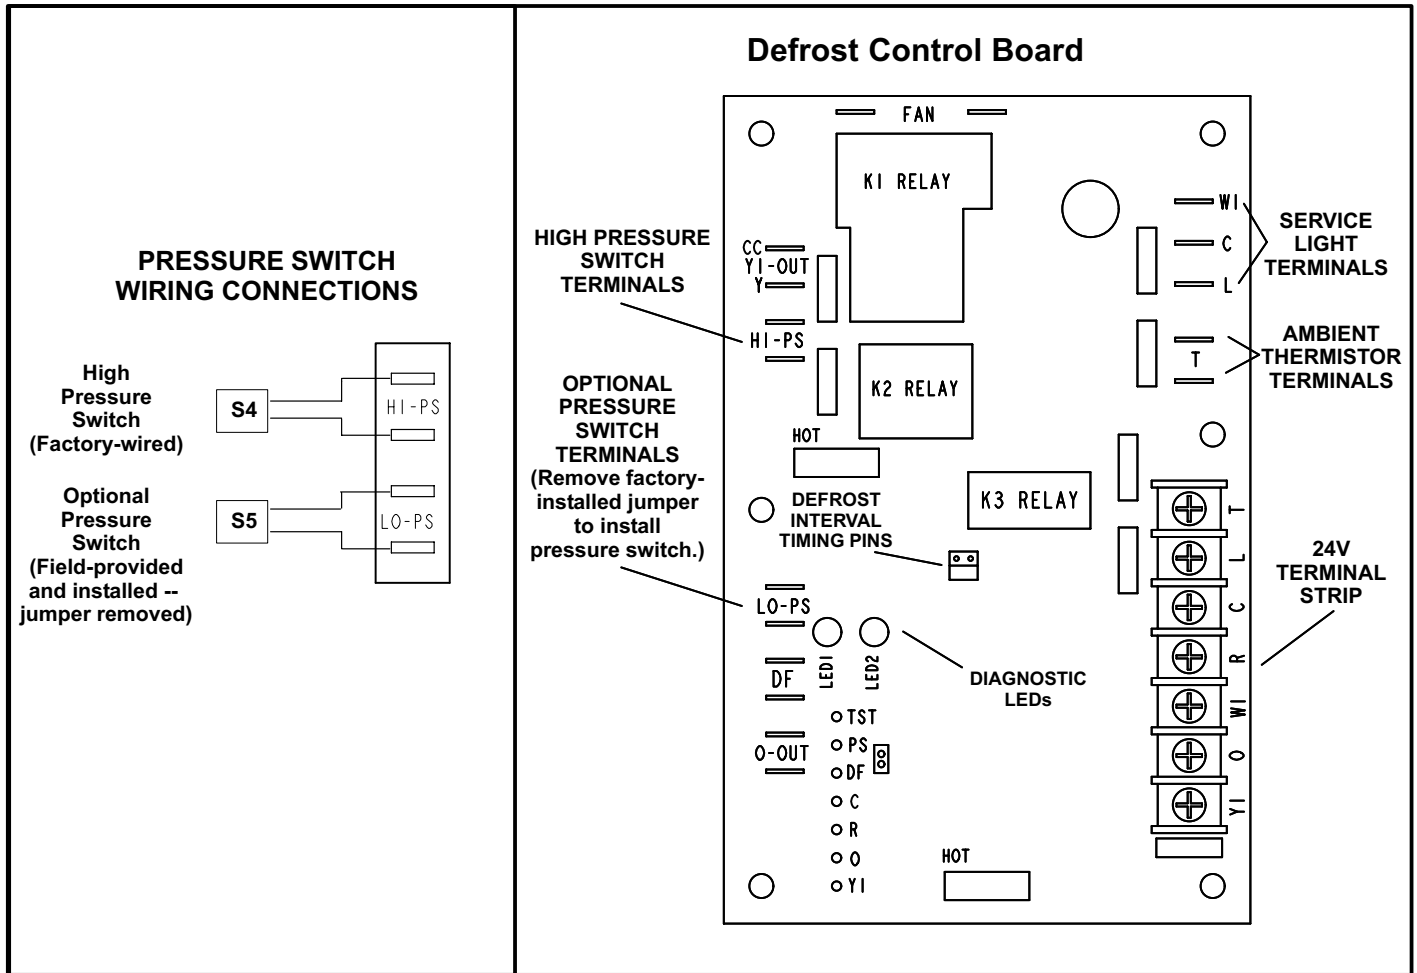 PRESSURE SWITCH
WIRING CONNECTIONS
High
Pressure
Switch
(Factory-wired)
S4
HI-PS
Optional
Pressure
Switch
(Field-provided
and installed --
jumper removed)
S5
LO-PS
Defrost Control Board
FAN
K1 RELAY
HIGH PRESSURE
SWITCH
TERMINALS
CC
Y1-OUT
Y
HI-PS
W1
C
L
SERVICE
LIGHT
TERMINALS
T
AMBIENT
THERMISTOR
TERMINALS
OPTIONAL
PRESSURE
SWITCH
TERMINALS
(Remove factory-
installed jumper
to install
pressure switch.)
K2 RELAY
HOT
K3 RELAY
DEFROST
INTERVAL
TIMING PINS
LO-PS
LED1
LED2
DIAGNOSTIC
LEDs
DF
O-OUT
TST
PS
DF
C
R
O
Y1
HOT
T
L
C
R
W1
O
Y1
24V
TERMINAL
STRIP